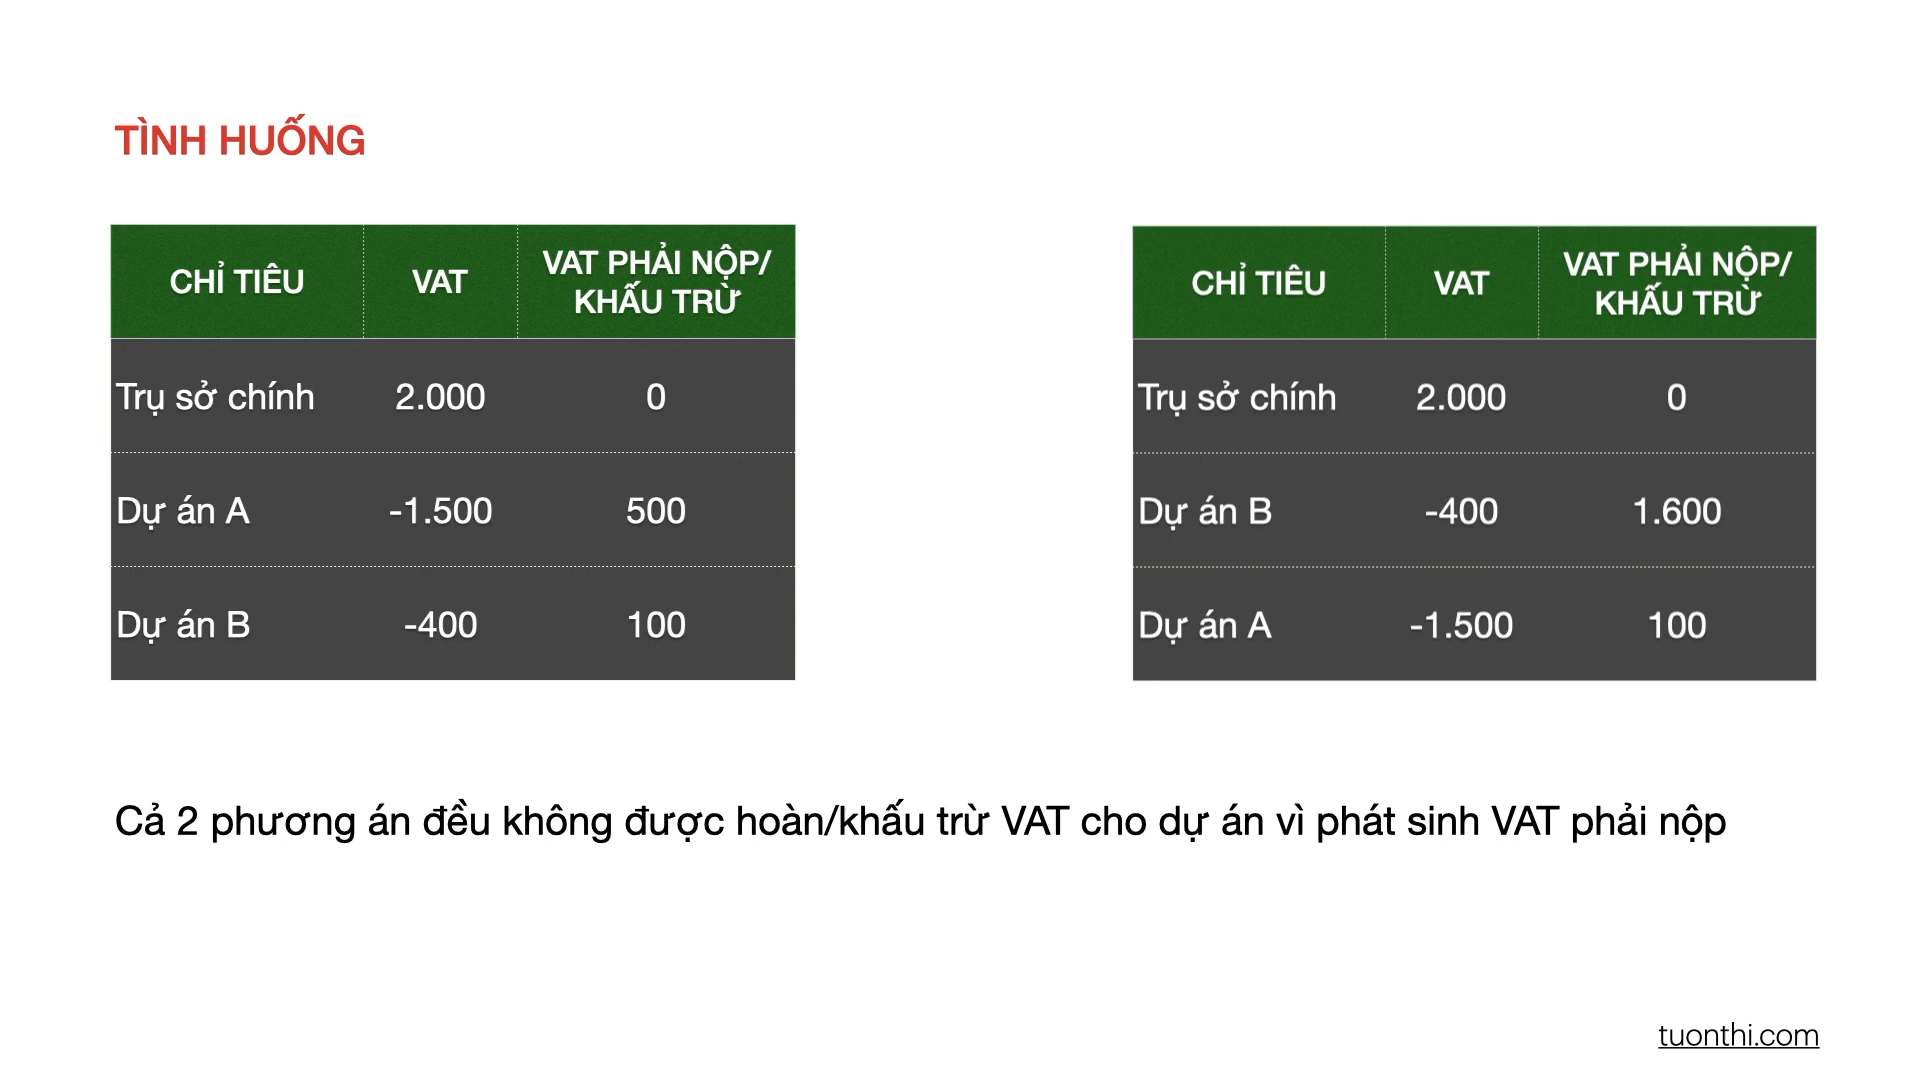 TÌNH HUỐNG
CHỈ TIÊU VAT VAT PHẢI NỘP/
KHẤU TRỪ
Trụ sở chính 2.000 0
Dự án A -1.500 500
Dự án B -400 100
CHỈ TIÊU VAT VAT PHẢI NỘP/
KHẤU TRỪ
Trụ sở chính 2.000 0
Dự án B -400 1.600
Dự án A -1.500 100
Cả 2 phương án đều không được hoàn/khấu trừ VAT cho dự án vì phát sinh VAT phải nộp
tuonthi.com